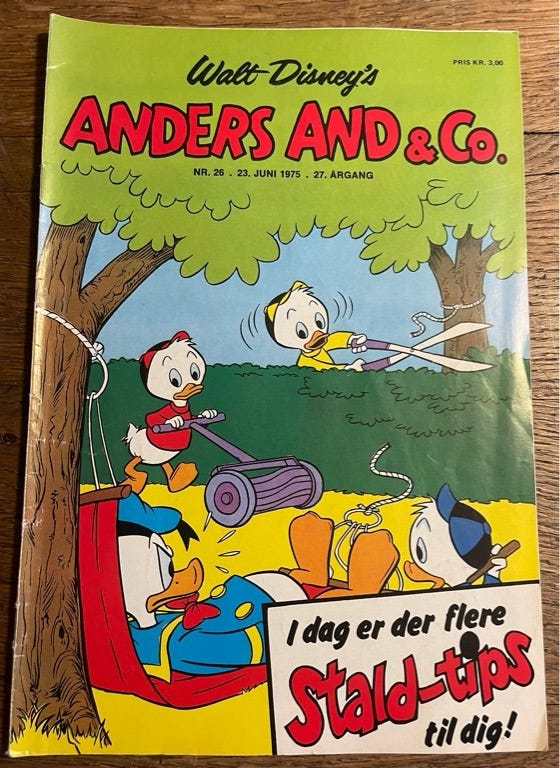 PRIS KR. 3,00
Walt Disney's
ANDERS AND & Co.
NR. 26 . 23. JUNI 1975 . 27. ÅRGANG
I dag er der flere
Stald-tips
til dig!